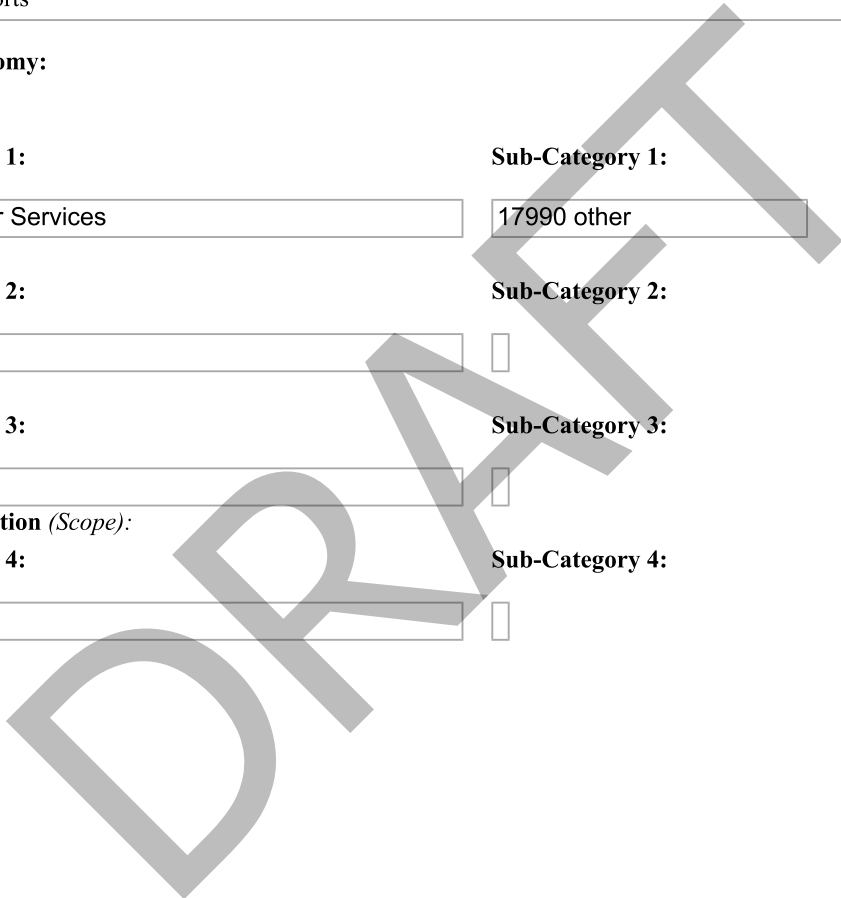 orts
omy:
1: Sub-Category 1:
r Services 17990 other
2: Sub-Category 2:
3: Sub-Category 3:
tion (Scope):
4: Sub-Category 4:
DRAFT